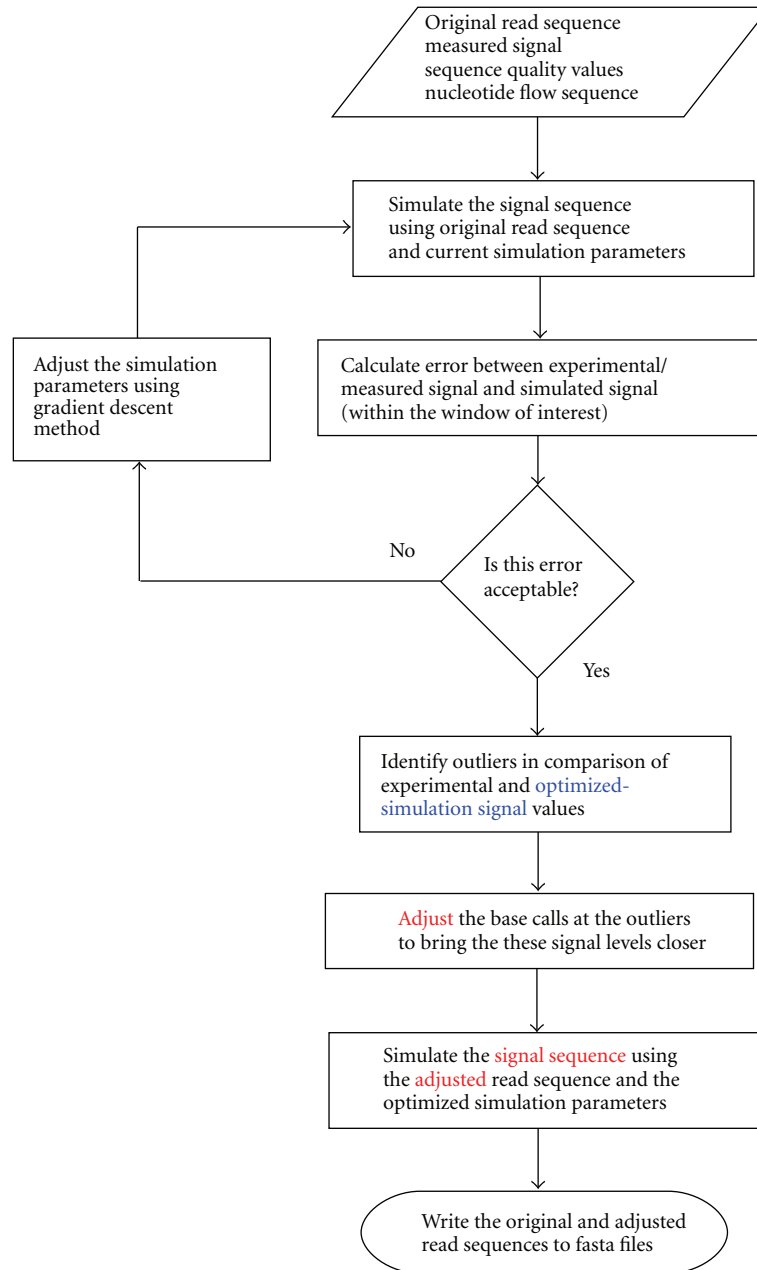 Original read sequence
measured signal
sequence quality values
nucleotide flow sequence
Simulate the signal sequence
using original read sequence
and current simulation parameters
Adjust the simulation
parameters using
gradient descent
method
Calculate error between experimental/
measured signal and simulated signal
(within the window of interest)
No
Is this error
acceptable?
Yes
Identify outliers in comparison of
experimental and optimized-
simulation signal values
Adjust the base calls at the outliers
to bring the these signal levels closer
Simulate the signal sequence using
the adjusted read sequence and the
optimized simulation parameters
Write the original and adjusted
read sequences to fasta files